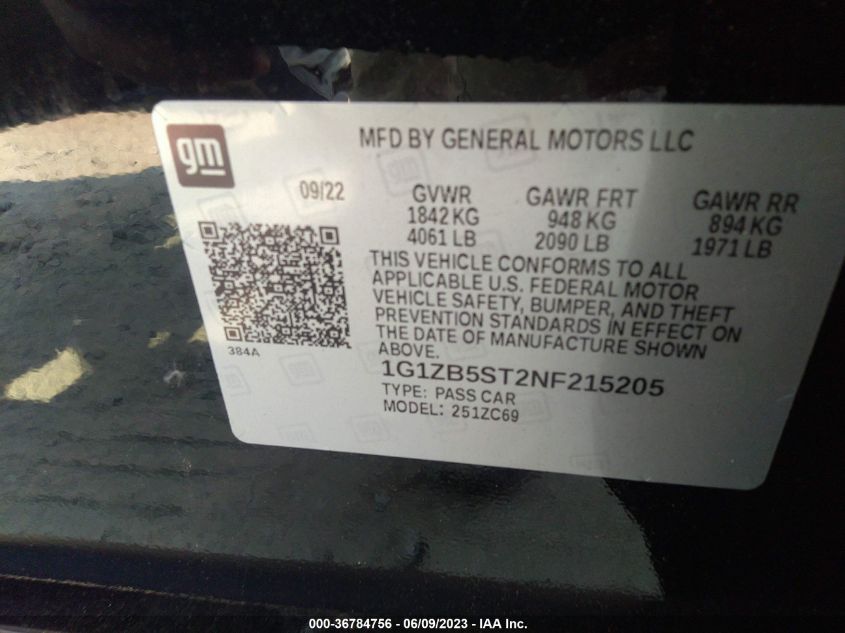 gm
MFD BY GENERAL MOTORS LLC
09/22
GVWR GAWR FRT GAWR RR
1842 KG 948 KG 894 KG
4061 LB 2090 LB 1971 LB
THIS VEHICLE CONFORMS TO ALL
APPLICABLE U.S. FEDERAL MOTOR
VEHICLE SAFETY, BUMPER, AND THEFT
PREVENTION STANDARDS IN EFFECT ON
THE DATE OF MANUFACTURE SHOWN
ABOVE.
384A
1G1ZB5ST2NF215205
TYPE: PASS CAR
MODEL: 251ZC69
000-36784756 - 06/09/2023 - IAA Inc.